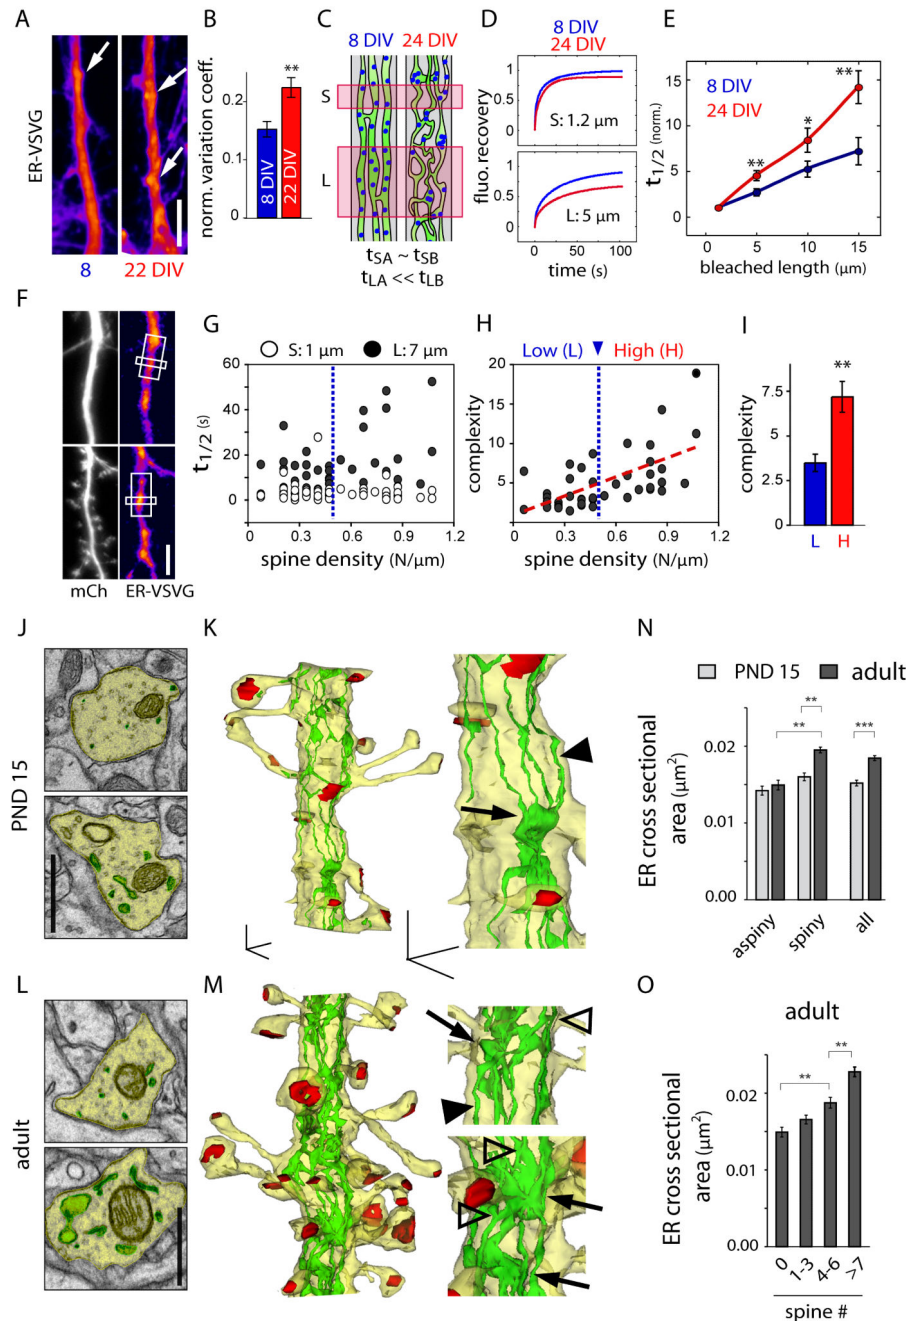 A
ER-VSVG
8
22 DIV
B
norm. variation coeff.
0.2
0.1
0
**
8 DIV
22 DIV
C
8 DIV
24 DIV
S
L
tSA ~ tSB
tLA << tLB
D
8 DIV
24 DIV
fluo. recovery
1
0
S: 1.2 μm
1
0
L: 5 μm
0
50
100
time (s)
E
8 DIV
24 DIV
t1/2 (norm.)
15
10
5
0
**
*
**
0
5
10
15
bleached length (μm)
F
mCh
ER-VSVG
G
S: 1 μm
L: 7 μm
t1/2 (s)
60
40
20
10
0
0
0.3
0.6
0.9
1.2
spine density (N/μm)
H
Low (L)
High (H)
complexity
20
15
10
5
0
0
0.3
0.6
0.9
1.2
spine density (N/μm)
I
complexity
7.5
5
2.5
0
**
L
H
J
PND 15
K
L
adult
M
N
PND 15
adult
ER cross sectional
area (μm2)
0.02
0.01
0.00
**
**
***
aspiny
spiny
all
O
adult
ER cross sectional
area (μm2)
0.02
0.01
0.00
**
**
0
1-3
4-6
>7
spine #